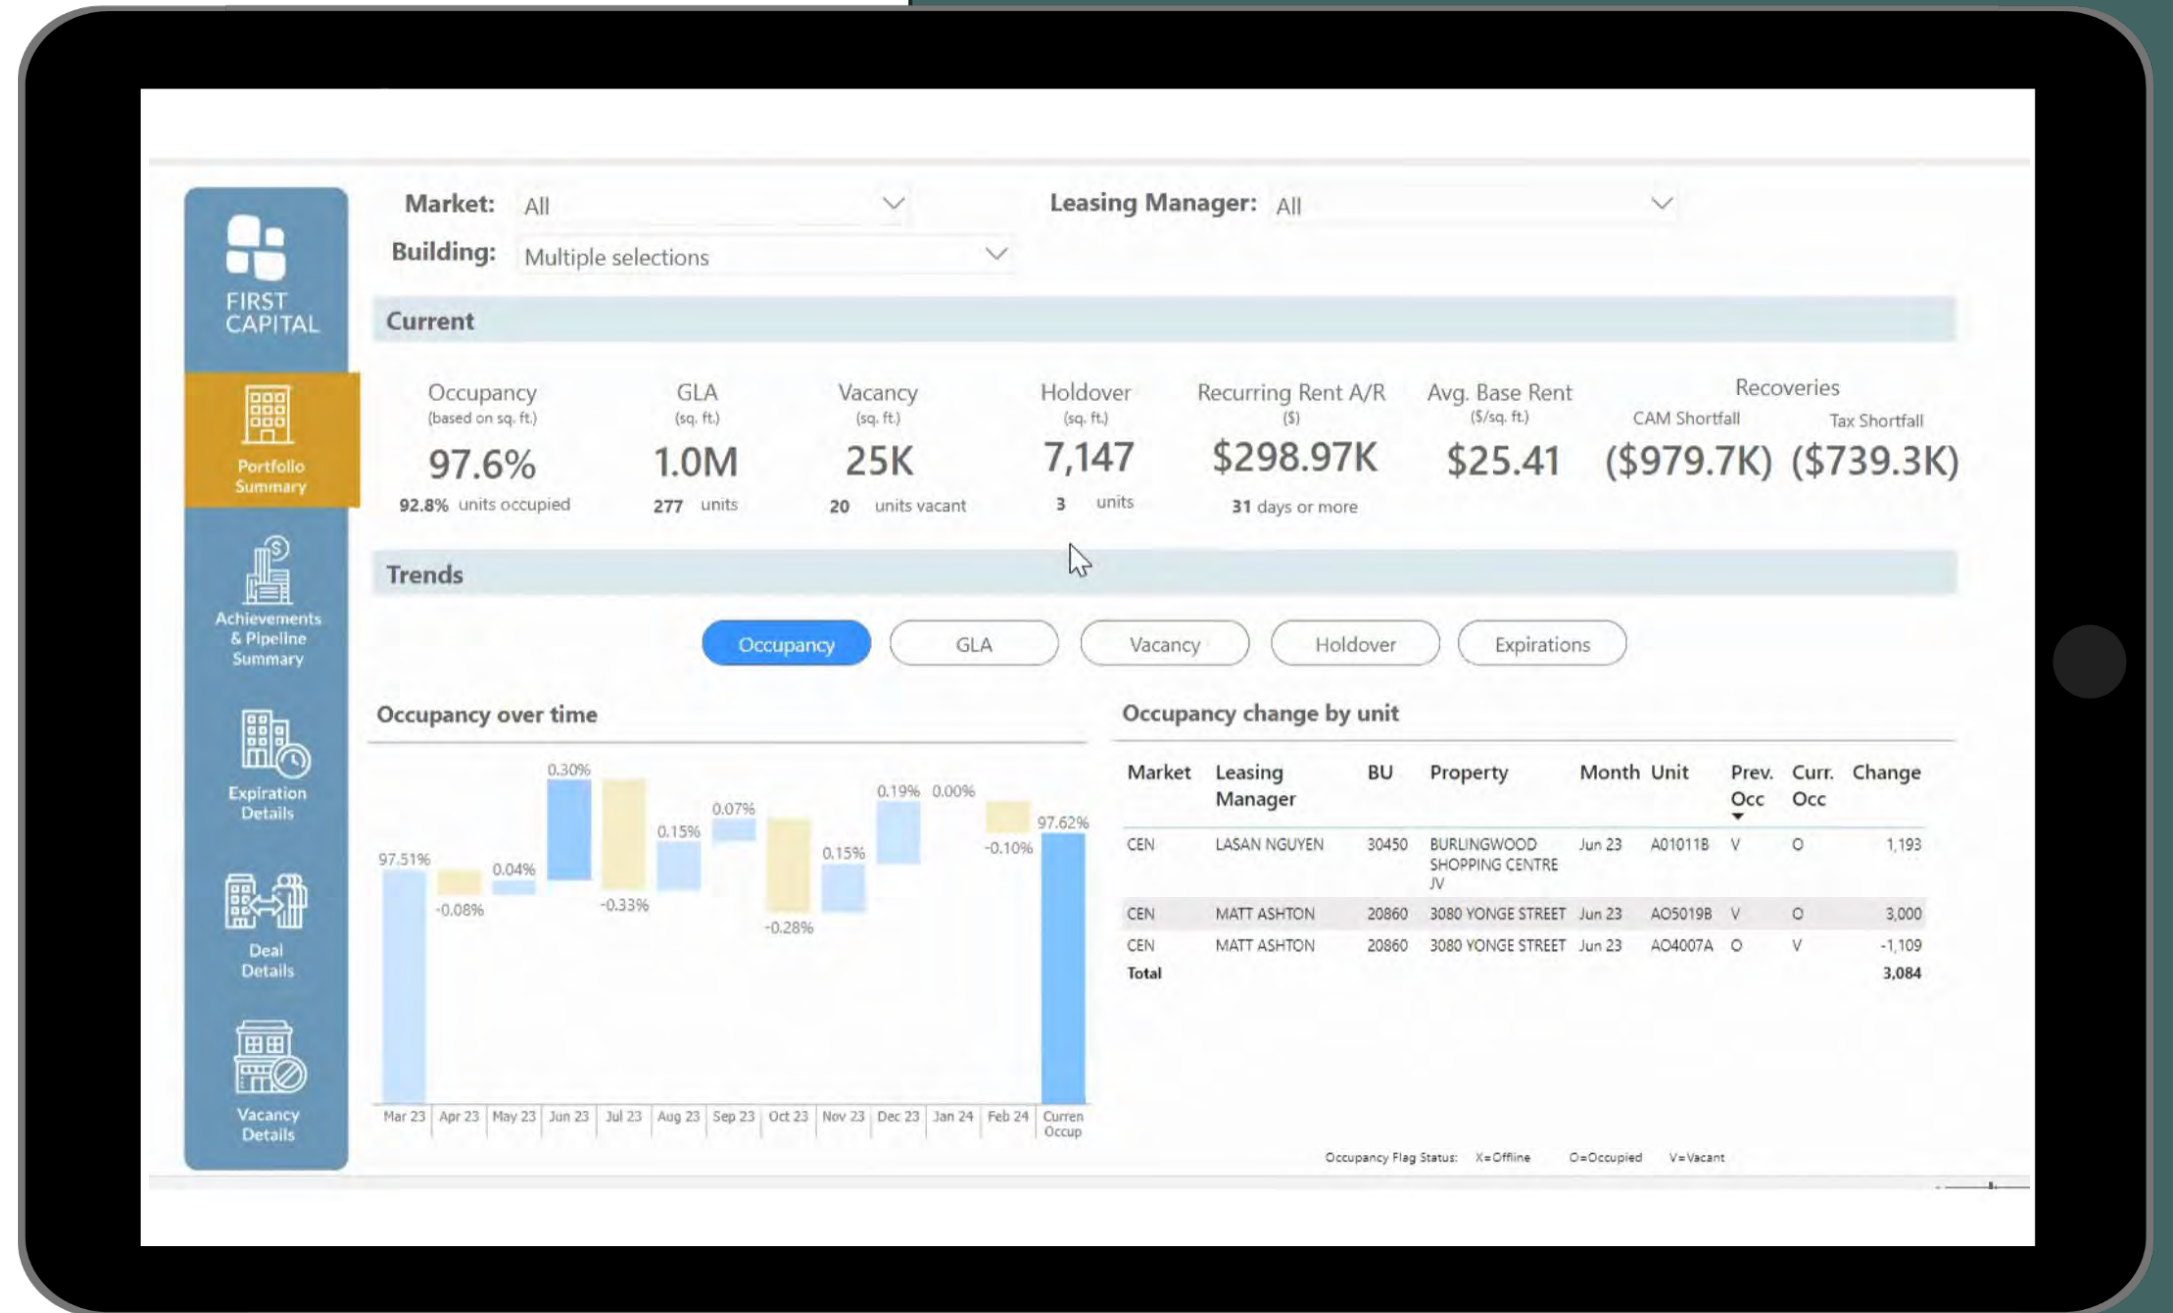 Market: All
Leasing Manager: All
Building: Multiple selections
FIRST
CAPITAL
Portfolio
Summary
Achievements
& Pipeline
Summary
Expiration
Details
Deal
Details
Vacancy
Details
Current
Occupancy
(based on sq. ft.)
97.6%
92.8% units occupied
GLA
(sq. ft.)
1.0M
277 units
Vacancy
(sq. ft.)
25K
20 units vacant
Holdover
(sq. ft.)
7,147
3 units
Recurring Rent A/R
($)
$298.97K
31 days or more
Avg. Base Rent
($/sq. ft.)
$25.41
Recoveries
CAM Shortfall
($979.7K)
Tax Shortfall
($739.3K)
Trends
Occupancy GLA Vacancy Holdover Expirations
Occupancy over time
97.51%
-0.08%
0.04%
0.30%
-0.33%
0.15%
0.07%
-0.28%
0.15%
0.19%
0.00%
-0.10%
97.62%
Mar 23 Apr 23 May 23 Jun 23 Jul 23 Aug 23 Sep 23 Oct 23 Nov 23 Dec 23 Jan 24 Feb 24 Curren
Occup
Occupancy change by unit
Market Leasing BU Property Month Unit Prev. Curr. Change
Manager Occ Occ
CEN LASAN NGUYEN 30450 BURLINGWOOD Jun 23 A01011B V O 1,193
SHOPPING CENTRE
JV
CEN MATT ASHTON 20860 3080 YONGE STREET Jun 23 AO5019B V O 3,000
CEN MATT ASHTON 20860 3080 YONGE STREET Jun 23 AO4007A O V -1,109
Total 3,084
Occupancy Flag Status: X=Offline O=Occupied V=Vacant